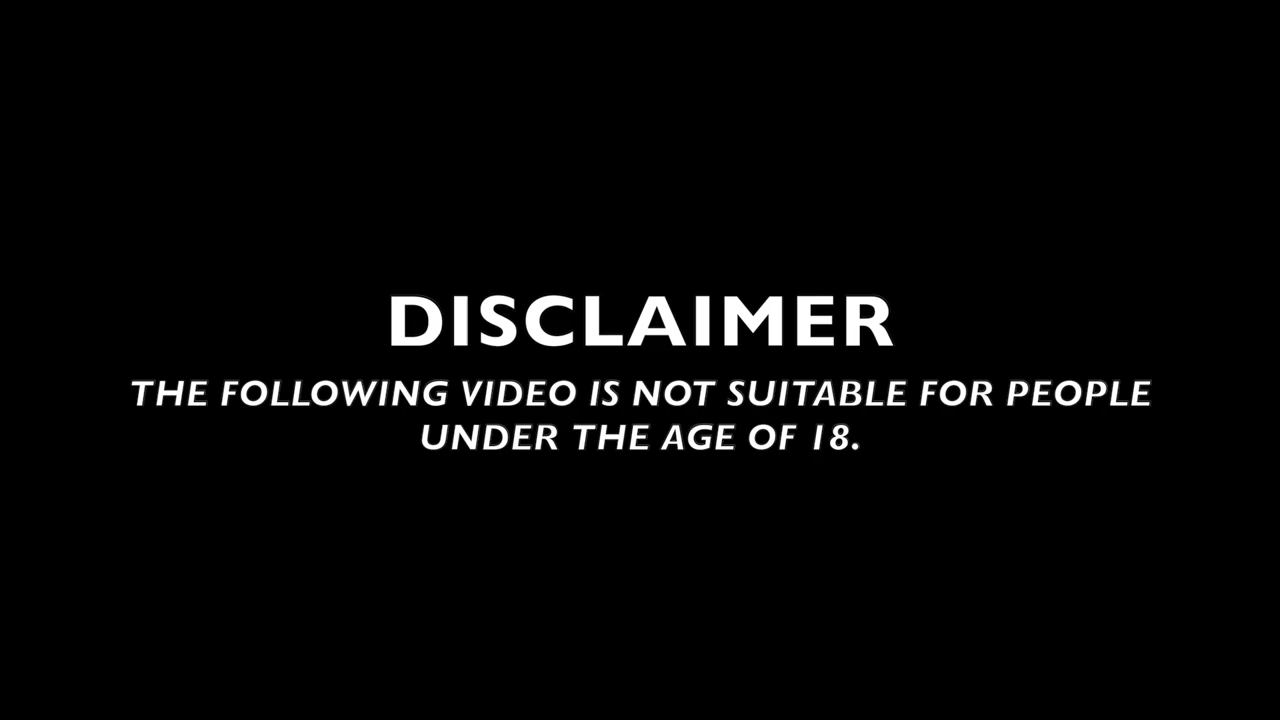 DISCLAIMER
THE FOLLOWING VIDEO IS NOT SUITABLE FOR PEOPLE
UNDER THE AGE OF 18.